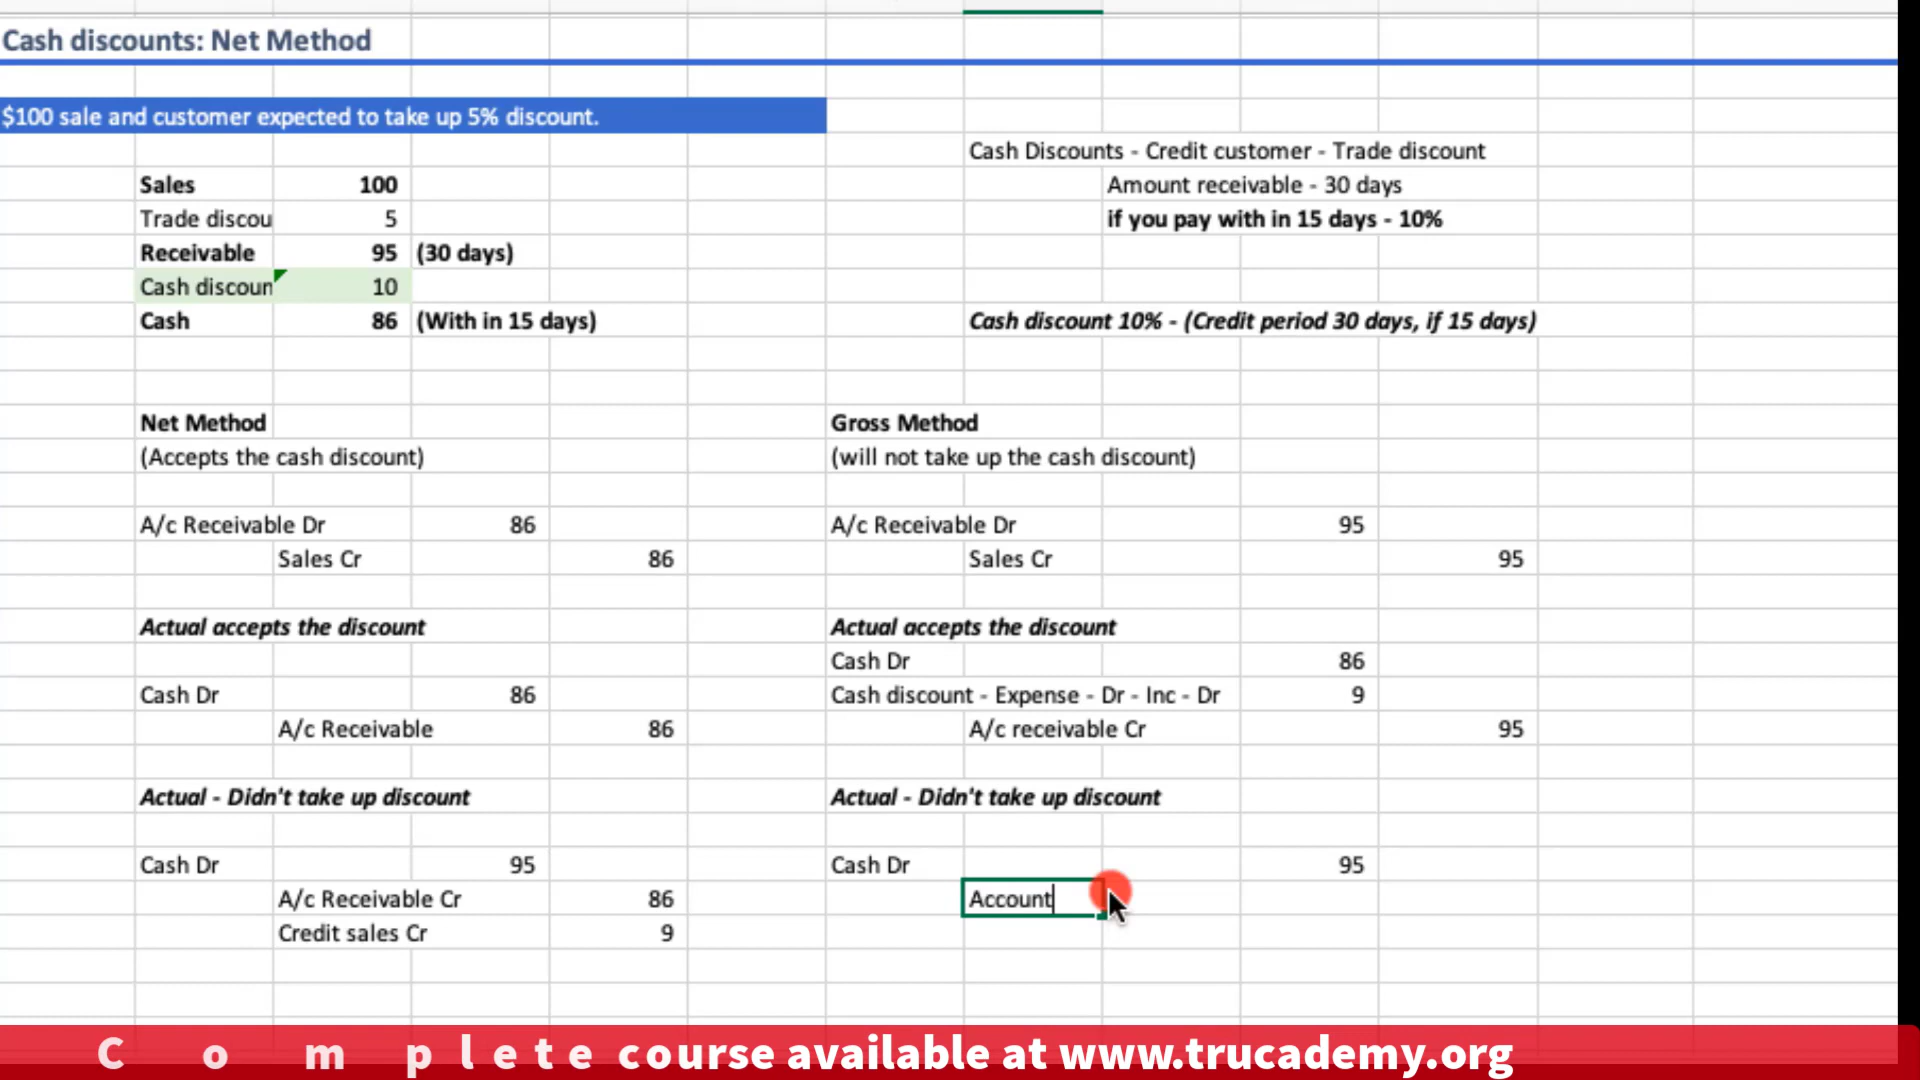 Cash discounts: Net Method
$100 sale and customer expected to take up 5% discount.
Cash Discounts - Credit customer - Trade discount
Sales 100 Amount receivable - 30 days
Trade discou 5 if you pay with in 15 days - 10%
Receivable 95 (30 days)
Cash discoun 10
Cash 86 (With in 15 days) Cash discount 10% - (Credit period 30 days, if 15 days)
Net Method Gross Method
(Accepts the cash discount) (will not take up the cash discount)
A/c Receivable Dr 86 A/c Receivable Dr 95
Sales Cr 86 Sales Cr 95
Actual accepts the discount Actual accepts the discount
Cash Dr 86
Cash Dr 86 Cash discount - Expense - Dr - Inc - Dr 9
A/c Receivable 86 A/c receivable Cr 95
Actual - Didn't take up discount Actual - Didn't take up discount
Cash Dr 95 Cash Dr 95
A/c Receivable Cr 86 Account
Credit sales Cr 9
Complete course available at www.trucademy.org